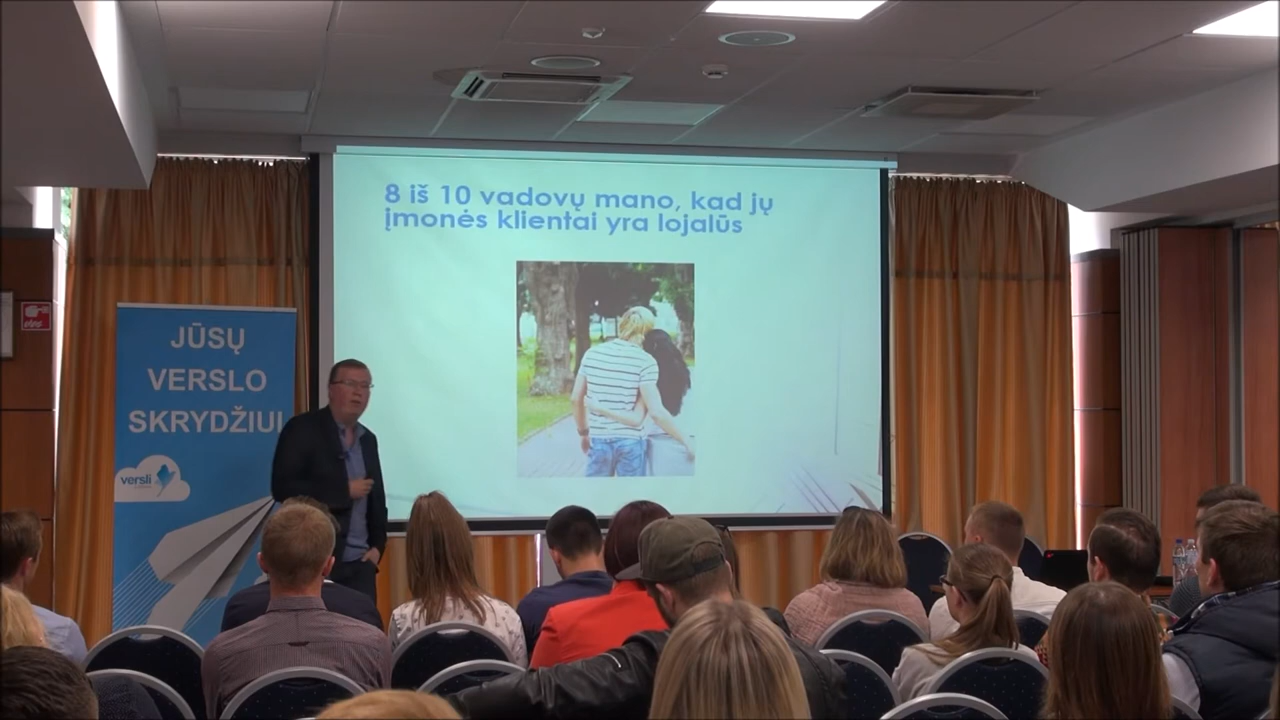 8 iš 10 vadovų mano, kad jų
įmonės klientai yra lojalūs
JŪSŲ
VERSLO
SKRYDŽIUI
versli